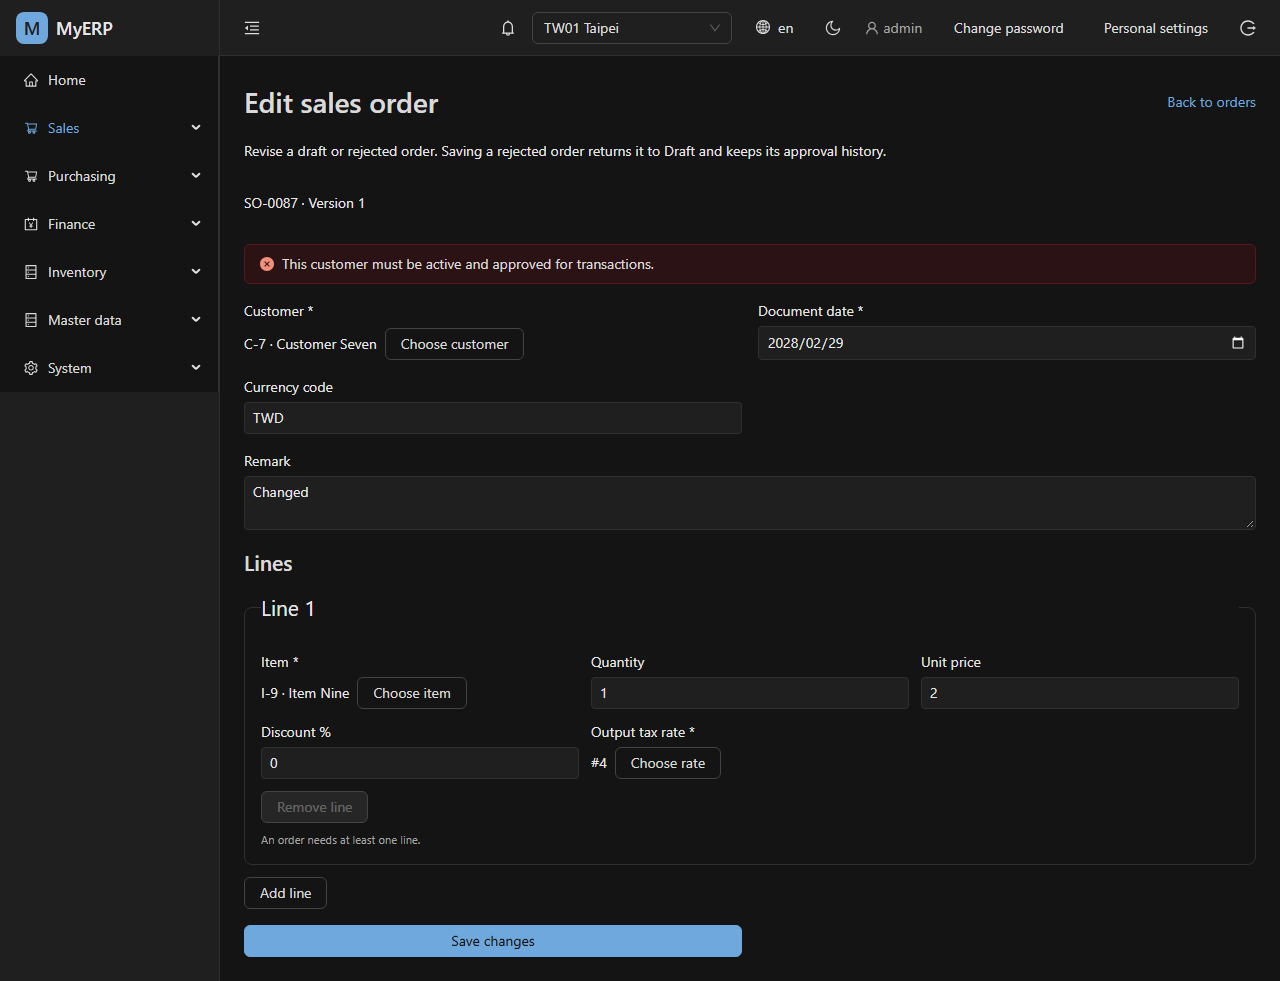 M MyERP
TW01 Taipei
en
admin
Change password
Personal settings
Home
Sales
Purchasing
Finance
Inventory
Master data
System
Edit sales order
Back to orders
Revise a draft or rejected order. Saving a rejected order returns it to Draft and keeps its approval history.
SO-0087 · Version 1
This customer must be active and approved for transactions.
Customer *
Document date *
C-7 · Customer Seven
Choose customer
2028/02/29
Currency code
TWD
Remark
Changed
Lines
Line 1
Item *
Quantity
Unit price
I-9 · Item Nine
Choose item
1
2
Discount %
Output tax rate *
0
#4
Choose rate
Remove line
An order needs at least one line.
Add line
Save changes